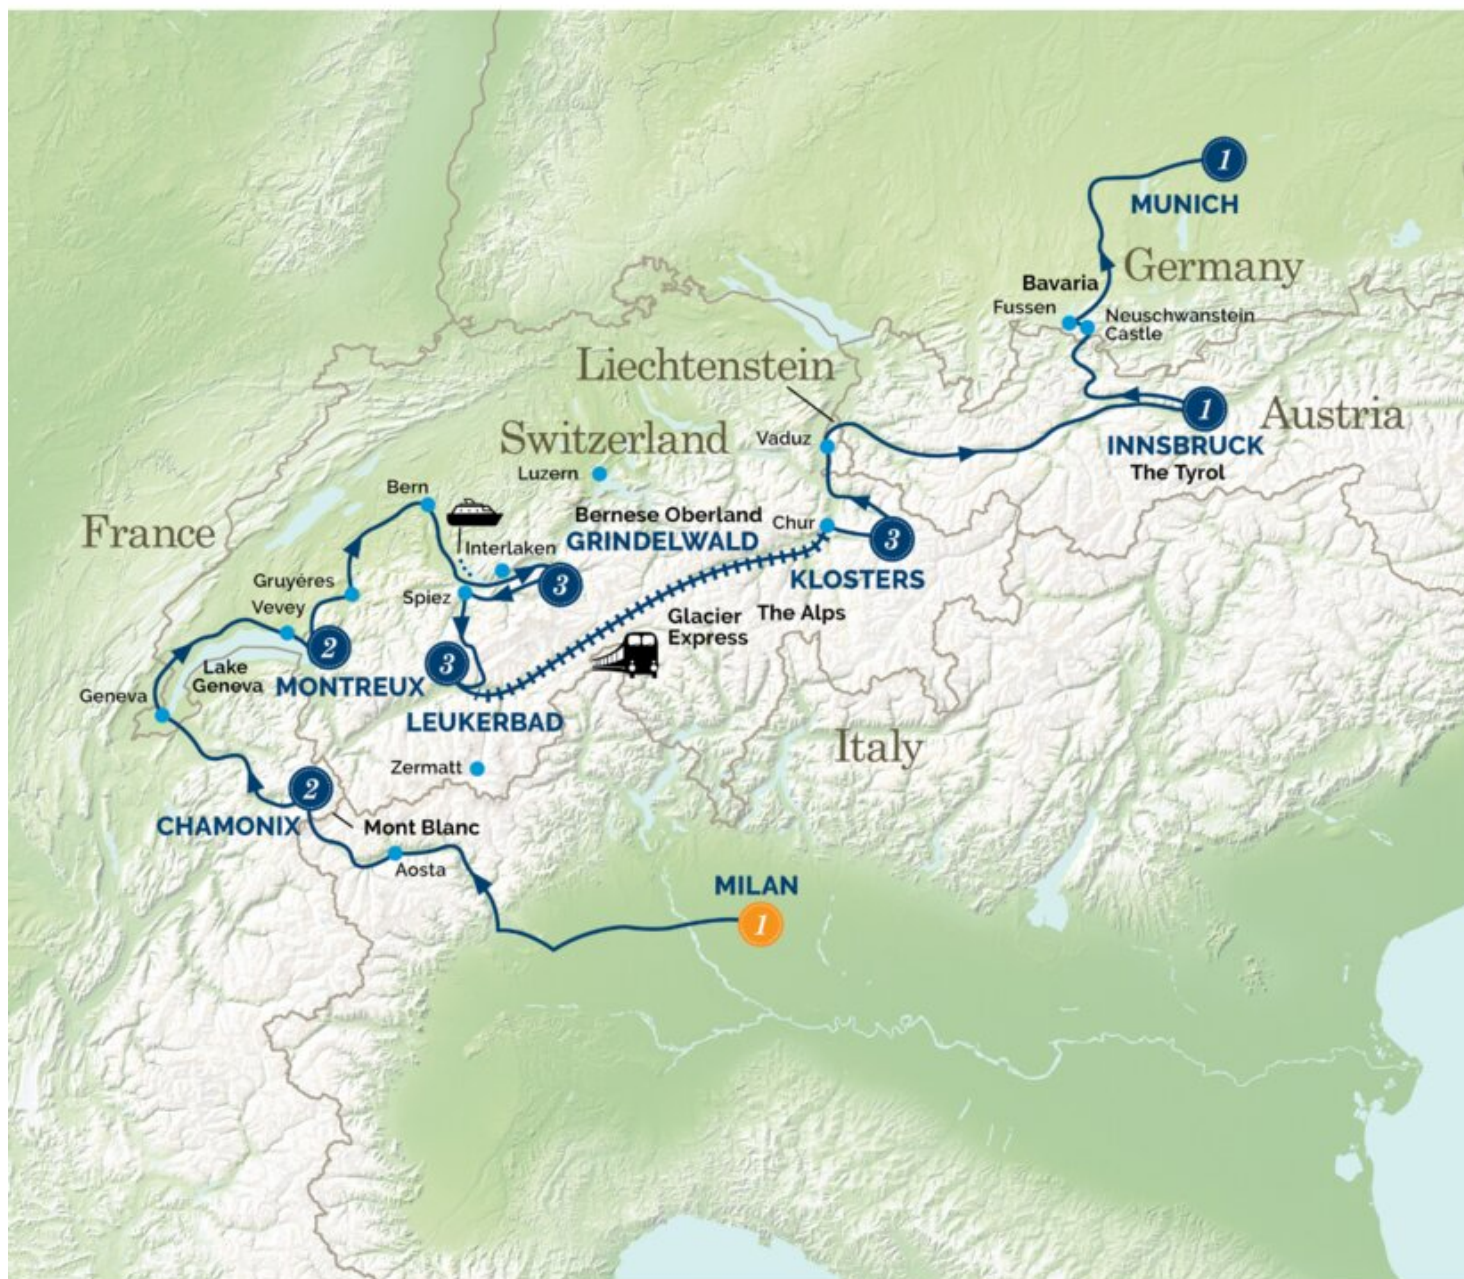 1
MUNICH
Germany
Bavaria
Fussen
Neuschwanstein
Castle
Liechtenstein
1
Austria
INNSBRUCK
The Tyrol
Switzerland
Vaduz
Luzern
Bern
France
Bernese Oberland
GRINDELWALD
Chur
3
KLOSTERS
Interlaken
3
Gruyéres
Vevey
Spiez
Glacier
Express
The Alps
2
3
Lake
Geneva
MONTREUX
Geneva
LEUKERBAD
Italy
Zermatt
2
CHAMONIX
Mont Blanc
Aosta
MILAN
1